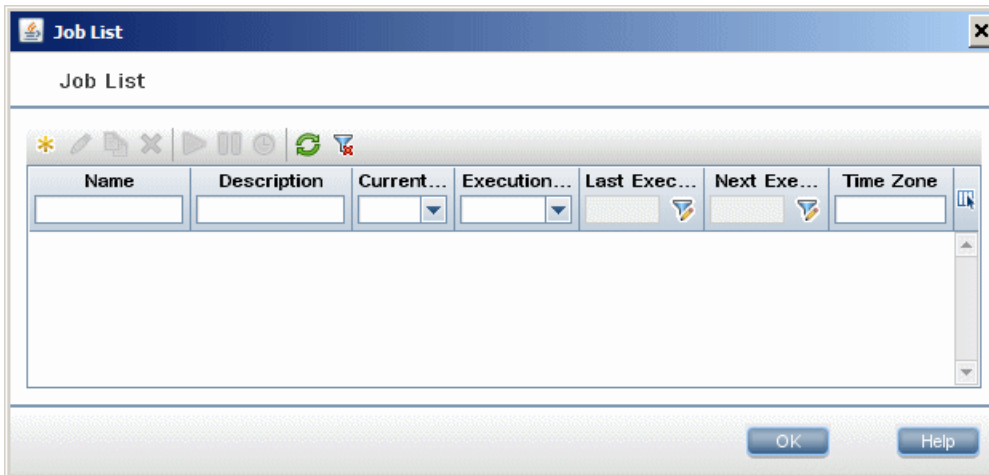 Job List
Job List
Name Description Current... Execution... Last Exec... Next Exe... Time Zone
OK Help